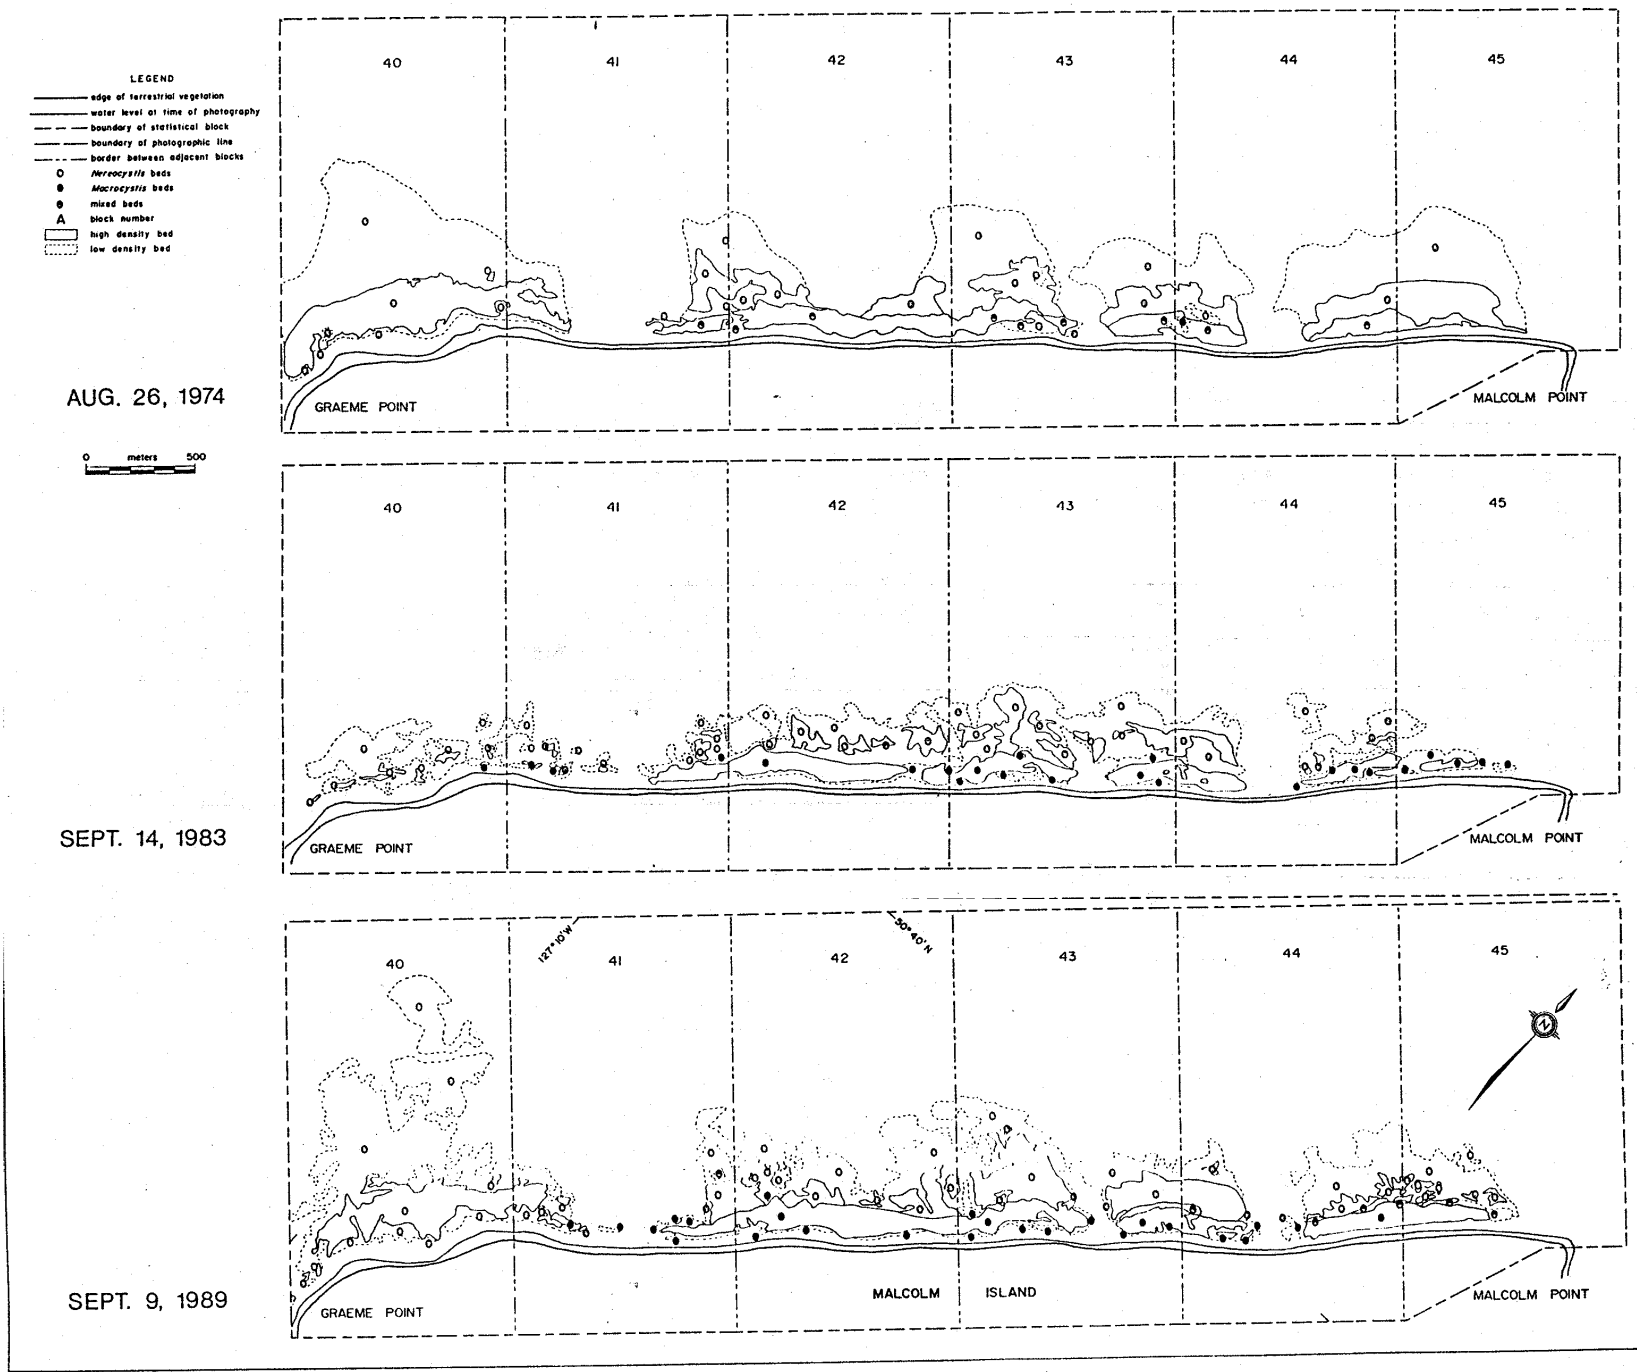 40 41 42 43 44 45
LEGEND
edge of terrestrial vegetation
water level at time of photography
boundary of statistical block
boundary of photographic line
border between adjacent blocks
Nereocystis beds
Macrocystis beds
mixed beds
A block number
high density bed
low density bed
AUG. 26, 1974
GRAEME POINT
MALCOLM POINT
0 meters 500
40 41 42 43 44 45
SEPT. 14, 1983
GRAEME POINT
MALCOLM POINT
127°10'W
50°40'N
40 41 42 43 44 45
N
SEPT. 9, 1989
GRAEME POINT
MALCOLM ISLAND
MALCOLM POINT